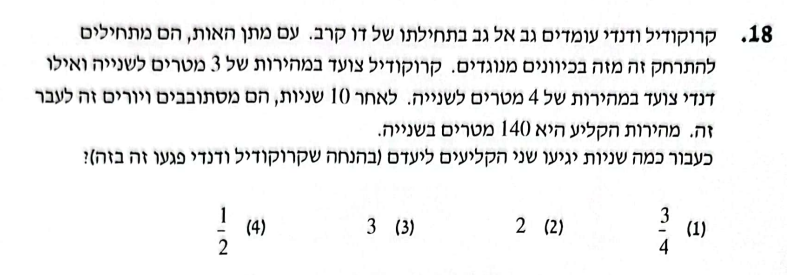 18. קרוקודיל ודנדי עומדים גב אל גב בתחילתו של דו קרב. עם מתן האות, הם מתחילים
להתרחק זה מזה בכיוונים מנוגדים. קרוקודיל צועד במהירות של 3 מטרים לשנייה ואילו
דנדי צועד במהירות של 4 מטרים לשנייה. לאחר 10 שניות, הם מסתובבים ויורים זה לעבר
זה. מהירות הקליע היא 140 מטרים בשנייה.
כעבור כמה שניות יגיעו שני הקליעים ליעדם (בהנחה שקרוקודיל ודנדי פגעו זה בזה)?
(1) 3/4 (2) 2 (3) 3 (4) 1/2